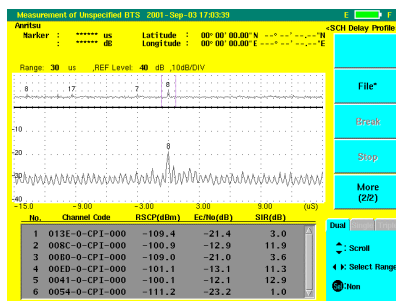 Measurement of Unspecified BTS 2001-Sep-03 17:03:39 E F
Anritsu <SCH Delay Profile
Marker : ****** us Latitude : 00° 00' 00.00"N ---° --' --.--"N
: ****** dB Longitude : 00° 00' 00.00"E ---° --' --.--"E
Range: 30 us ,REF Level: 40 dB ,10dB/DIV
File*
8 17 7 8
Break
-10
8
Stop
-20
-30
More
(2/2)
-40
-15.0 -9.00 -3.00 3.00 9.00 (uS)
No. Channel Code RSCP(dBm) Ec/No(dB) SIR(dB)
Dual
1 013E-0-CPI-000 -109.4 -21.4 3.0
2 008C-0-CPI-000 -100.9 -12.9 11.9
: Scroll
3 00B0-0-CPI-000 -109.0 -21.0 3.6
4 00ED-0-CPI-000 -101.1 -13.1 11.3
: Select Range
5 0041-0-CPI-000 -100.1 -12.1 12.9
6 0054-0-CPI-000 -111.2 -23.2 1.0
:Non